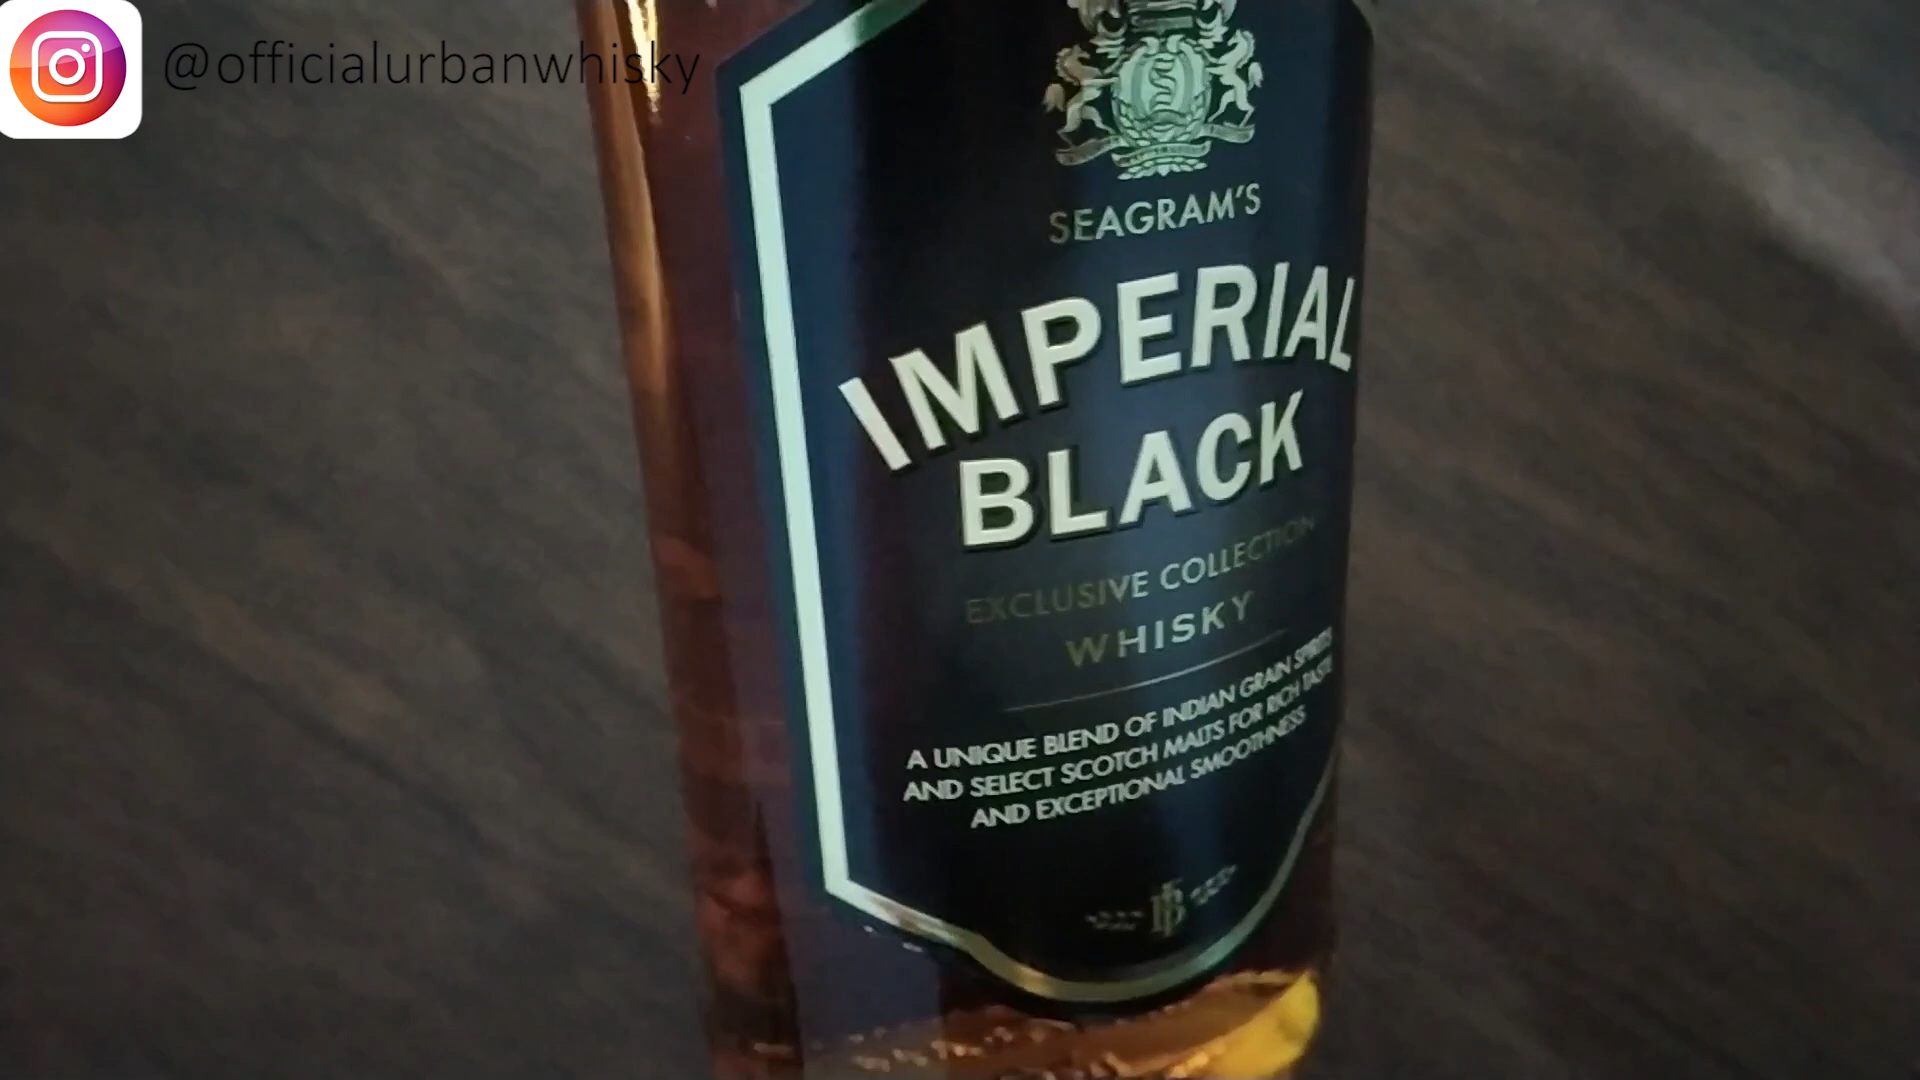 @officialurbanwhisky
SEAGRAM'S
IMPERIAL
BLACK
EXCLUSIVE COLLECTION
WHISKY
A UNIQUE BLEND OF INDIAN GRAIN SPIRITS
AND SELECT SCOTCH MALTS FOR RICH TASTE
AND EXCEPTIONAL SMOOTHNESS